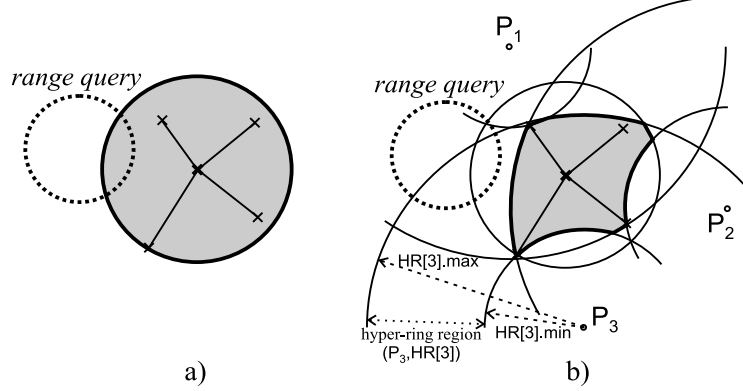 range query
a)
P1
range query
P2
HR[3].max
P3
HR[3].min
hyper-ring region
(P3,HR[3])
b)